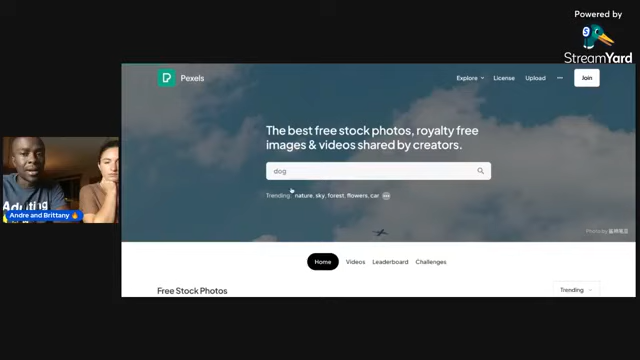 Powered by
StreamYard
Pexels
Explore
License
Upload
Join
The best free stock photos, royalty free
images & videos shared by creators.
dog
Trending: nature, sky, forest, flowers, car
Photo by
Home
Videos
Leaderboard
Challenges
Free Stock Photos
Trending
Andre and Brittany